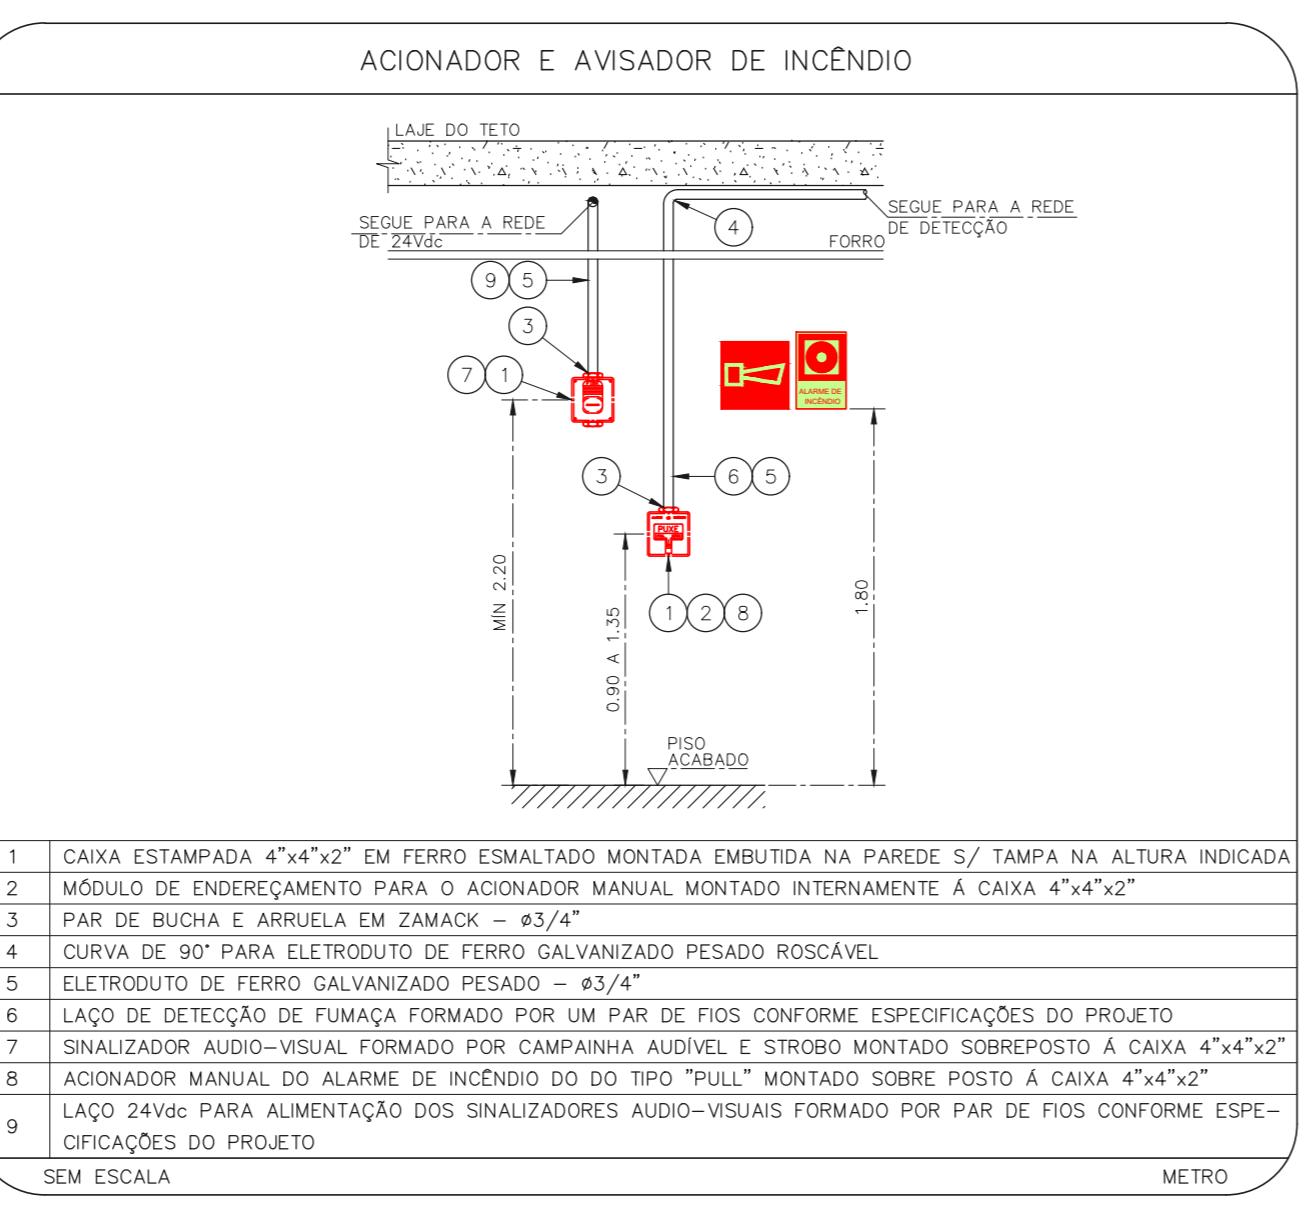 ACIONADOR E AVISADOR DE INCÊNDIO
LAJE DO TETO
SEGUE PARA A REDE
DE 24Vdc
SEGUE PARA A REDE
DE DETECÇÃO
4
FORRO
9 5
3
7 1
ALARME DE
INCÊNDIO
3
6 5
PUXE
1 2 8
MÍN 2.20
0.90 A 1.35
1.80
PISO
ACABADO
1 CAIXA ESTAMPADA 4"x4"x2" EM FERRO ESMALTADO MONTADA EMBUTIDA NA PAREDE S/ TAMPA NA ALTURA INDICADA
2 MÓDULO DE ENDEREÇAMENTO PARA O ACIONADOR MANUAL MONTADO INTERNAMENTE Á CAIXA 4"x4"x2"
3 PAR DE BUCHA E ARRUELA EM ZAMACK – ø3/4"
4 CURVA DE 90° PARA ELETRODUTO DE FERRO GALVANIZADO PESADO ROSCÁVEL
5 ELETRODUTO DE FERRO GALVANIZADO PESADO – ø3/4"
6 LAÇO DE DETECÇÃO DE FUMAÇA FORMADO POR UM PAR DE FIOS CONFORME ESPECIFICAÇÕES DO PROJETO
7 SINALIZADOR AUDIO–VISUAL FORMADO POR CAMPAINHA AUDÍVEL E STROBO MONTADO SOBREPOSTO Á CAIXA 4"x4"x2"
8 ACIONADOR MANUAL DO ALARME DE INCÊNDIO DO DO TIPO "PULL" MONTADO SOBRE POSTO Á CAIXA 4"x4"x2"
9 LAÇO 24Vdc PARA ALIMENTAÇÃO DOS SINALIZADORES AUDIO–VISUAIS FORMADO POR PAR DE FIOS CONFORME ESPE–
CIFICAÇÕES DO PROJETO
SEM ESCALA
METRO